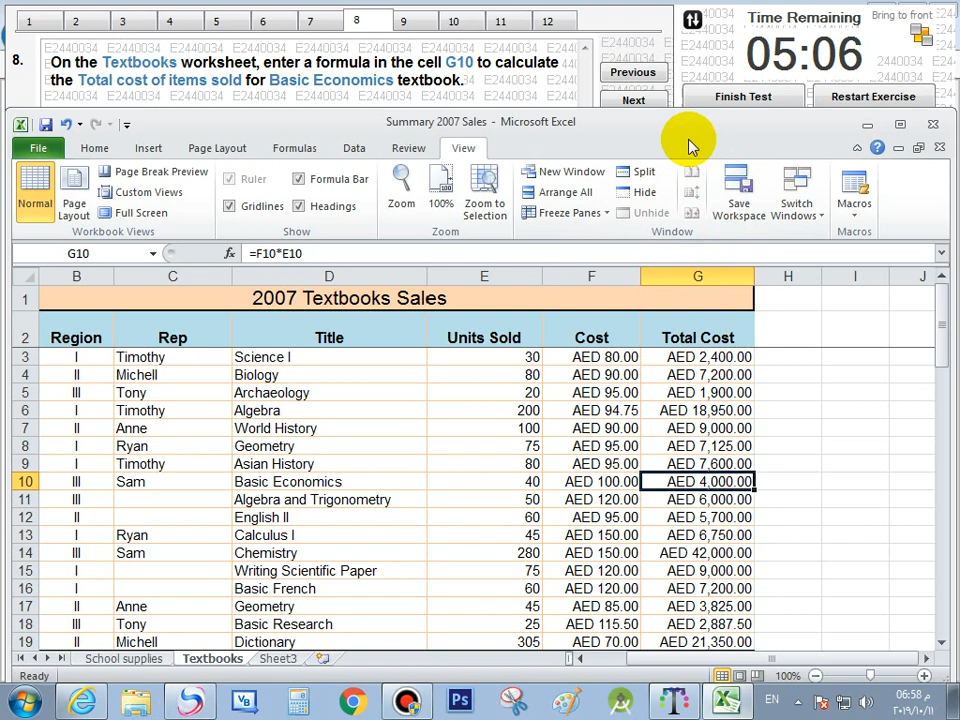 1 2 3 4 5 6 7 8 9 10 11 12
Time Remaining
Bring to front
05:06
8. On the Textbooks worksheet, enter a formula in the cell G10 to calculate
the Total cost of items sold for Basic Economics textbook.
E2440034 E2440034 E2440034 E2440034 E2440034 E2440034 E2440034 E2440034
Previous
Next
Finish Test
Restart Exercise
Summary 2007 Sales - Microsoft Excel
File Home Insert Page Layout Formulas Data Review View
Normal
Page Layout
Page Break Preview
Custom Views
Full Screen
Workbook Views
Ruler
Formula Bar
Gridlines
Headings
Show
Zoom
100%
Zoom to Selection
Zoom
New Window
Arrange All
Freeze Panes
Split
Hide
Unhide
Save Workspace
Switch Windows
Window
Macros
Macros
G10 fx =F10*E10
B C D E F G H I J
1 2007 Textbooks Sales
2 Region Rep Title Units Sold Cost Total Cost
3 I Timothy Science I 30 AED 80.00 AED 2,400.00
4 II Michell Biology 80 AED 90.00 AED 7,200.00
5 III Tony Archaeology 20 AED 95.00 AED 1,900.00
6 I Timothy Algebra 200 AED 94.75 AED 18,950.00
7 II Anne World History 100 AED 90.00 AED 9,000.00
8 I Ryan Geometry 75 AED 95.00 AED 7,125.00
9 I Timothy Asian History 80 AED 95.00 AED 7,600.00
10 III Sam Basic Economics 40 AED 100.00 AED 4,000.00
11 III Algebra and Trigonometry 50 AED 120.00 AED 6,000.00
12 II English II 60 AED 95.00 AED 5,700.00
13 I Ryan Calculus I 45 AED 150.00 AED 6,750.00
14 III Sam Chemistry 280 AED 150.00 AED 42,000.00
15 I Writing Scientific Paper 75 AED 120.00 AED 9,000.00
16 I Basic French 60 AED 120.00 AED 7,200.00
17 II Anne Geometry 45 AED 85.00 AED 3,825.00
18 III Tony Basic Research 25 AED 115.50 AED 2,887.50
19 II Michell Dictionary 305 AED 70.00 AED 21,350.00
School supplies Textbooks Sheet3
Ready 100%
EN
06:58 م